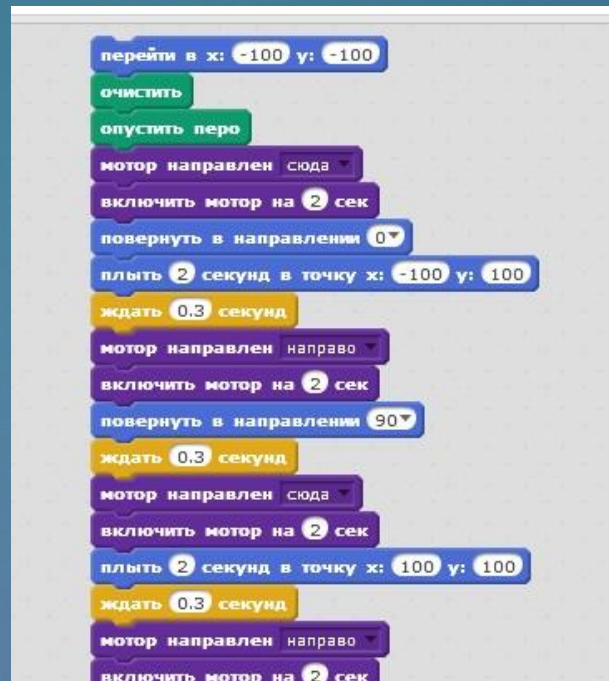 перейти в x: -100 y: -100
очистить
опустить перо
мотор направлен сюда
включить мотор на 2 сек
повернуть в направлении 0
плыть 2 секунд в точку x: -100 y: 100
ждать 0.3 секунд
мотор направлен направо
включить мотор на 2 сек
повернуть в направлении 90
ждать 0.3 секунд
мотор направлен сюда
включить мотор на 2 сек
плыть 2 секунд в точку x: 100 y: 100
ждать 0.3 секунд
мотор направлен направо
включить мотор на 2 сек